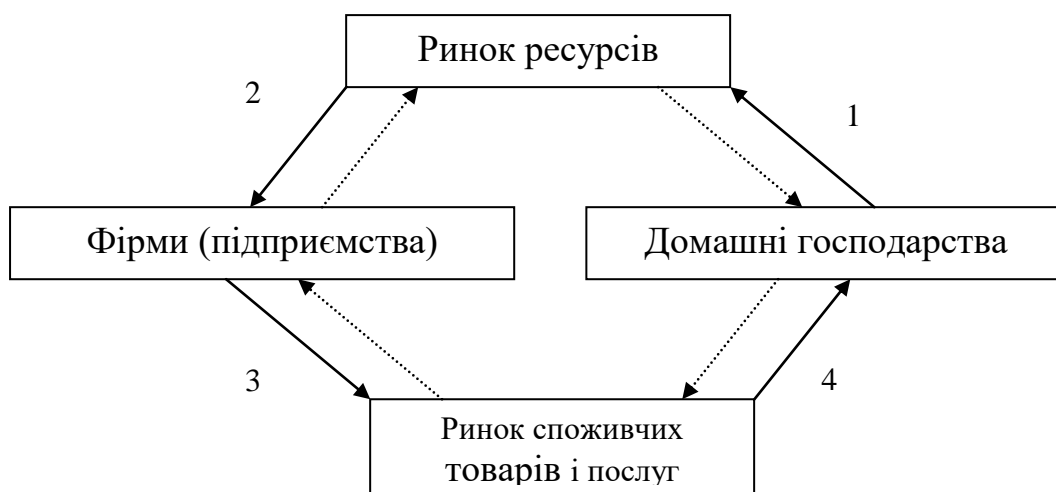 Ринок ресурсів
2
1
Фірми (підприємства)
Домашні господарства
3
4
Ринок споживчих
товарів і послуг